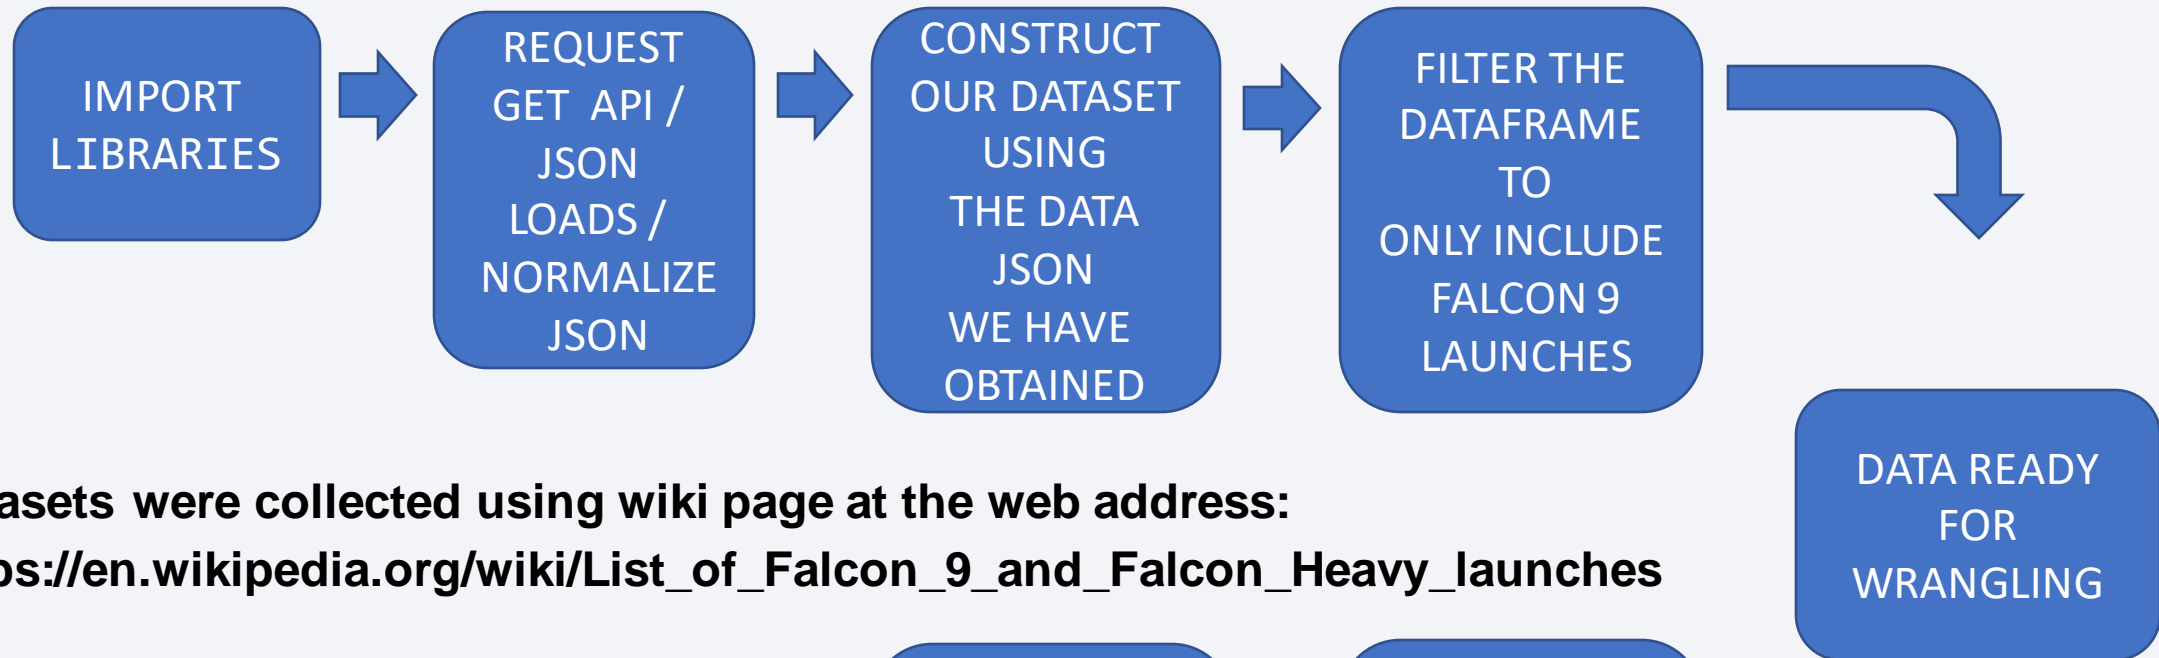 IMPORT
LIBRARIES
REQUEST
GET API /
JSON
LOADS /
NORMALIZE
JSON
CONSTRUCT
OUR DATASET
USING
THE DATA
JSON
WE HAVE
OBTAINED
FILTER THE
DATAFRAME
TO
ONLY INCLUDE
FALCON 9
LAUNCHES
DATA READY
FOR
WRANGLING
asets were collected using wiki page at the web address:
ps://en.wikipedia.org/wiki/List_of_Falcon_9_and_Falcon_Heavy_launches